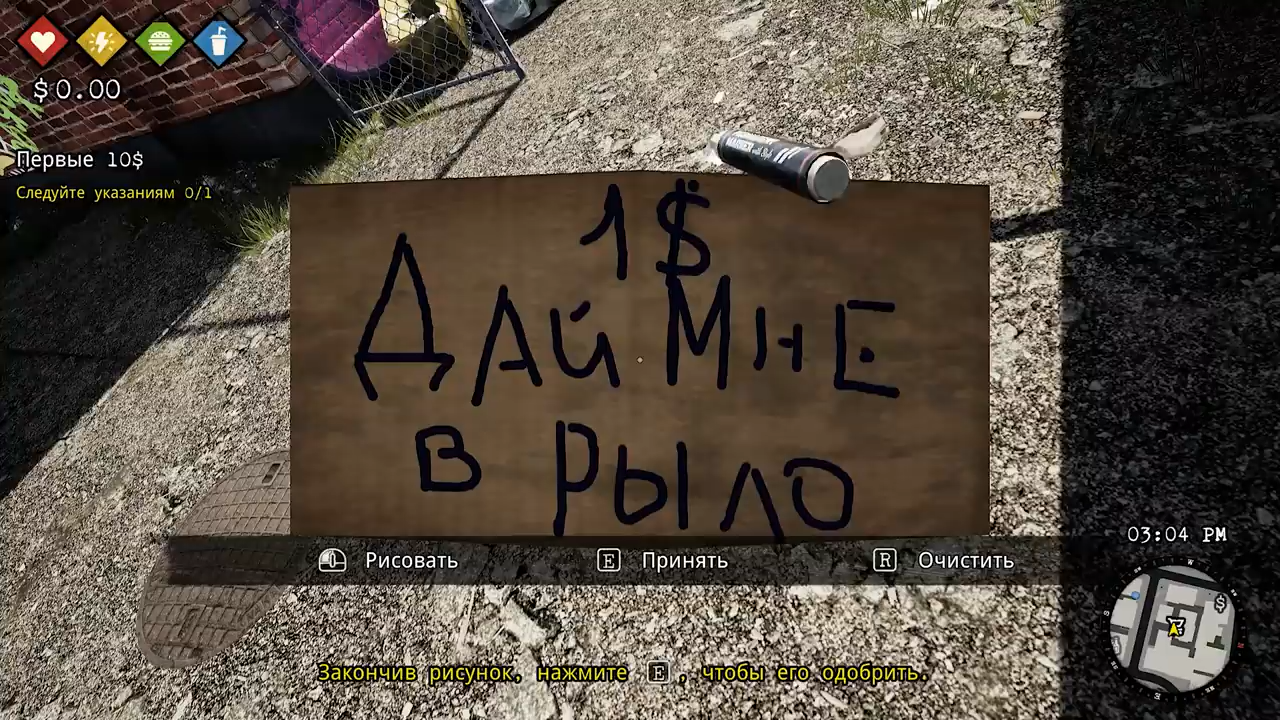 $0.00
Первые 10$
Следуйте указаниям 0/1
MARKER
1$
ДАЙ МНЕ
В РЫЛО
Рисовать
E Принять
R Очистить
03:04 PM
Закончив рисунок, нажмите E, чтобы его одобрить.